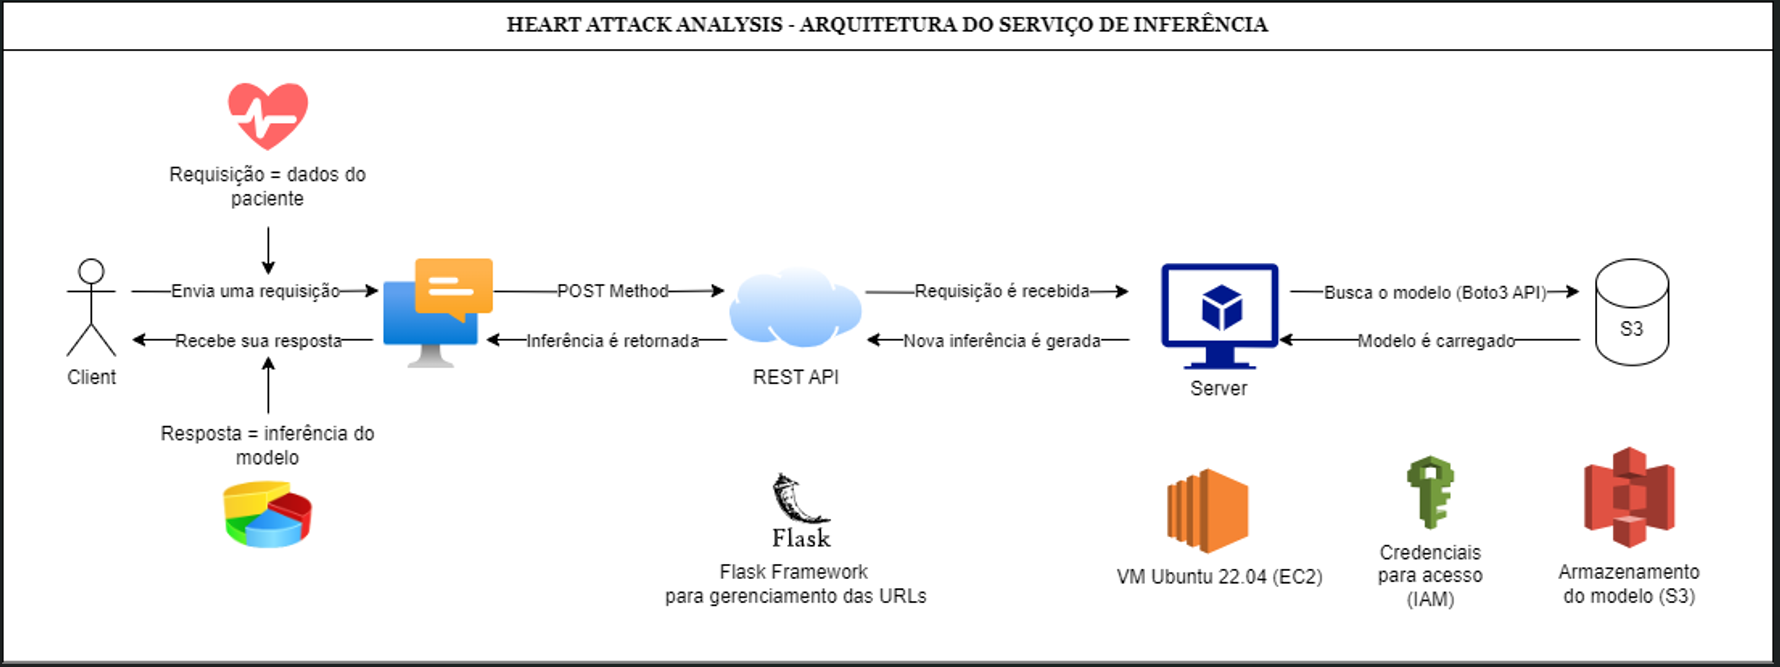 HEART ATTACK ANALYSIS - ARQUITETURA DO SERVIÇO DE INFERÊNCIA
Requisição = dados do
paciente
Envia uma requisição
POST Method
Requisição é recebida
Busca o modelo (Boto3 API)
Recebe sua resposta
Inferência é retornada
Nova inferência é gerada
Modelo é carregado
S3
Client
REST API
Server
Resposta = inferência do
modelo
Flask
Flask Framework
para gerenciamento das URLs
VM Ubuntu 22.04 (EC2)
Credenciais
para acesso
(IAM)
Armazenamento
do modelo (S3)